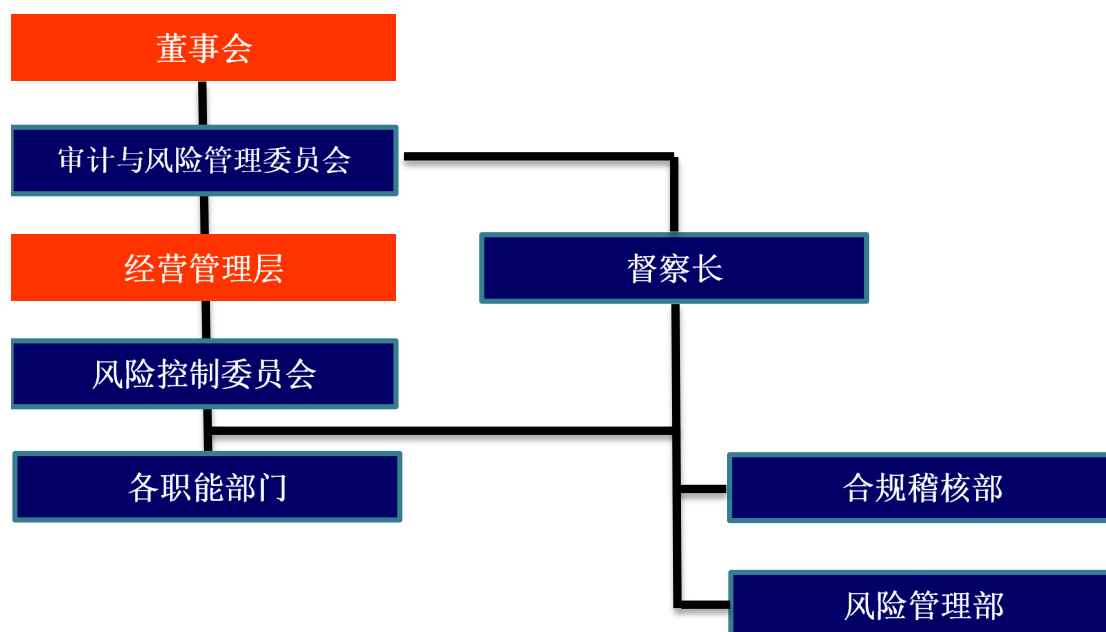 董事会
审计与风险管理委员会
经营管理层
督察长
风险控制委员会
各职能部门
合规稽核部
风险管理部